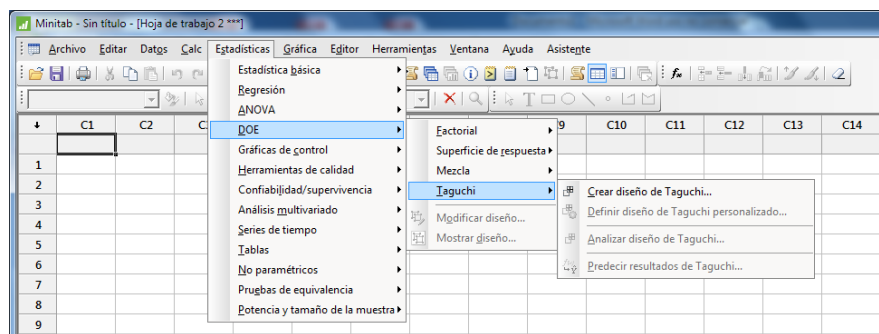 Minitab - Sin título - [Hoja de trabajo 2 ***]
Archivo Editar Datos Calc Estadísticas Gráfica Editor Herramientas Ventana Ayuda Asistente
Estadística básica
Regresión
ANOVA
DOE
Gráficas de control
Herramientas de calidad
Confiabilidad/supervivencia
Análisis multivariado
Series de tiempo
Tablas
No paramétricos
Pruebas de equivalencia
Potencia y tamaño de la muestra
Factorial
Superficie de respuesta
Mezcla
Taguchi
Modificar diseño...
Mostrar diseño...
Crear diseño de Taguchi...
Definir diseño de Taguchi personalizado...
Analizar diseño de Taguchi...
Predecir resultados de Taguchi...
C1 C2 C10 C11 C12 C13 C14
1
2
3
4
5
6
7
8
9